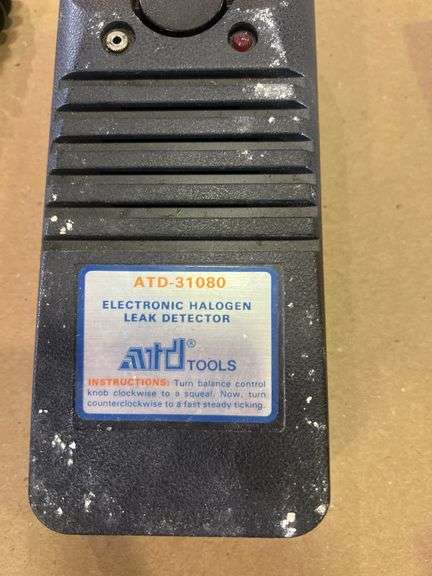 ATD-31080
ELECTRONIC HALOGEN
LEAK DETECTOR
atd® TOOLS
INSTRUCTIONS: Turn balance control
knob clockwise to a squeal. Now, turn
counterclockwise to a fast steady ticking.